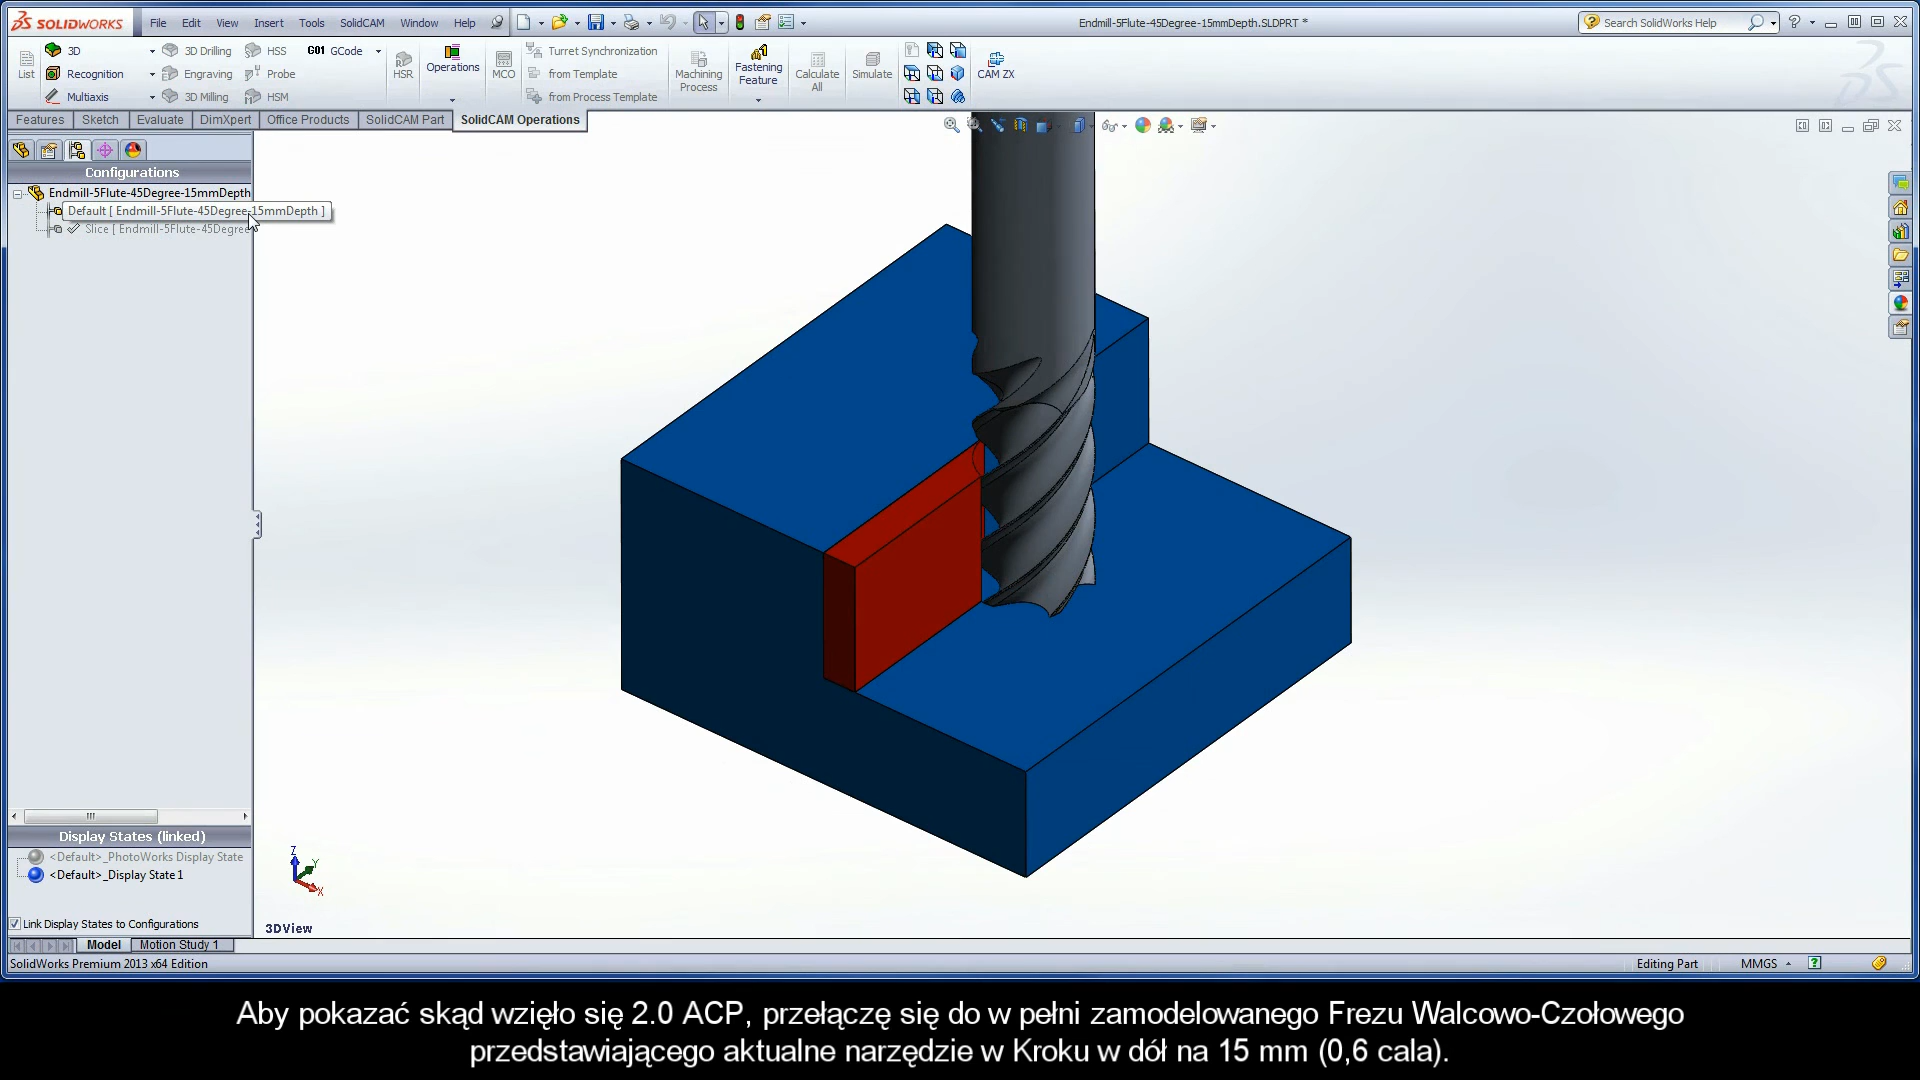 SOLIDWORKS File Edit View Insert Tools SolidCAM Window Help Endmill-5Flute-45Degree-15mmDepth.SLDPRT * Search SolidWorks Help
List 3D 3D Drilling HSS G01 GCode HSR Operations MCO Turret Synchronization Machining Process Fastening Feature Calculate All Simulate CAM ZX
Recognition Engraving Probe from Template
Multiaxis 3D Milling HSM from Process Template
Features Sketch Evaluate DimXpert Office Products SolidCAM Part SolidCAM Operations
Configurations
Endmill-5Flute-45Degree-15mmDepth
Default [ Endmill-5Flute-45Degree-15mmDepth ]
Slice [ Endmill-5Flute-45Degree
Display States (linked)
<Default>_PhotoWorks Display State
<Default>_Display State 1
Link Display States to Configurations
Z
Y
X
3DView
Model Motion Study 1
SolidWorks Premium 2013 x64 Edition Editing Part MMGS
Aby pokazać skąd wzięło się 2.0 ACP, przełączę się do w pełni zamodelowanego Frezu Walcowo-Czołowego
przedstawiającego aktualne narzędzie w Kroku w dół na 15 mm (0,6 cala).